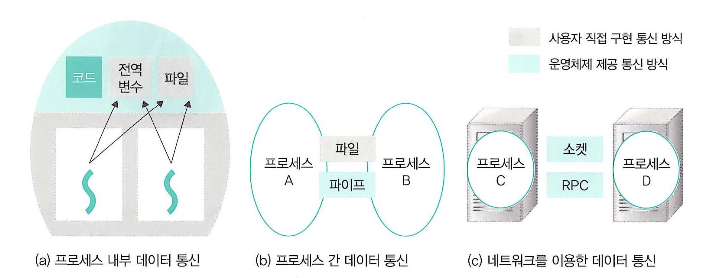 사용자 직접 구현 통신 방식
운영체제 제공 통신 방식
코드
전역
변수
파일
프로세스
A
파일
파이프
프로세스
B
프로세스
C
소켓
RPC
프로세스
D
(a) 프로세스 내부 데이터 통신
(b) 프로세스 간 데이터 통신
(c) 네트워크를 이용한 데이터 통신